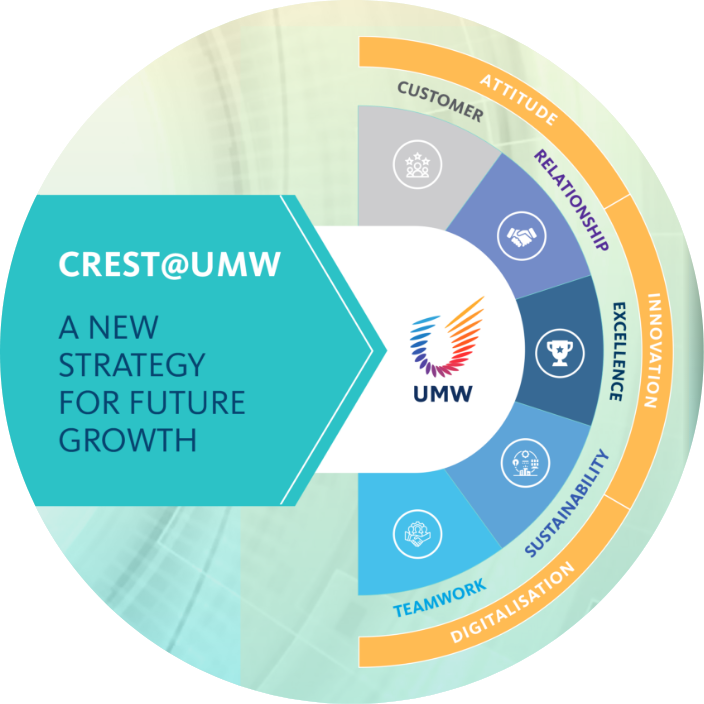 CREST@UMW
A NEW
STRATEGY
FOR FUTURE
GROWTH
UMW
CUSTOMER
RELATIONSHIP
EXCELLENCE
SUSTAINABILITY
TEAMWORK
ATTITUDE
INNOVATION
DIGITALISATION